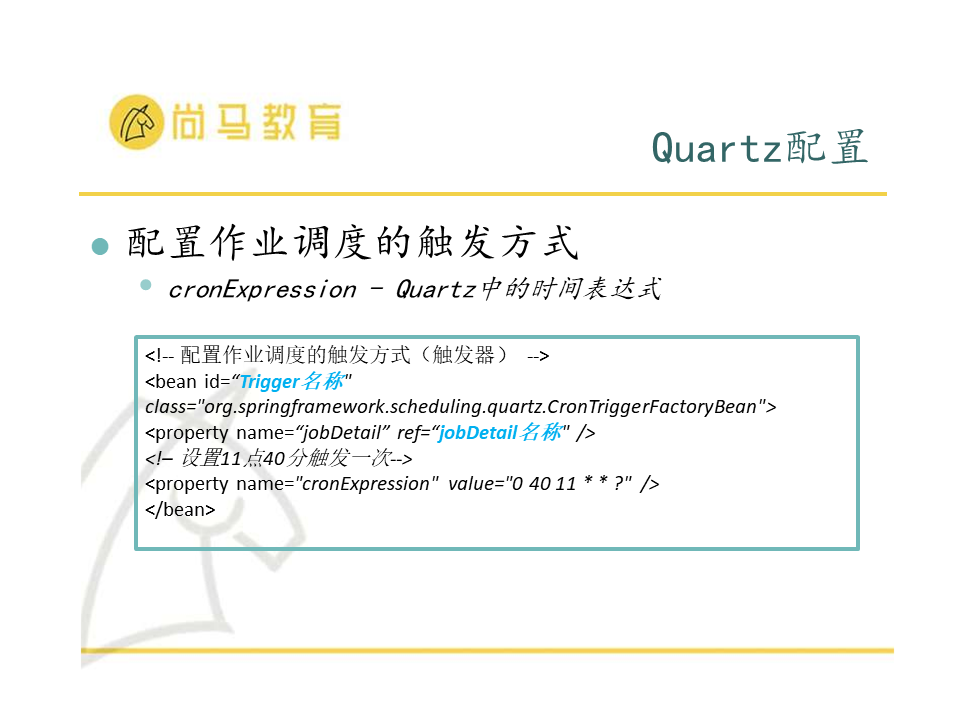 尚马教育
Quartz配置
配置作业调度的触发方式
cronExpression – Quartz中的时间表达式
<!-- 配置作业调度的触发方式（触发器） -->
<bean id=“Trigger名称"
class="org.springframework.scheduling.quartz.CronTriggerFactoryBean">
<property name=“jobDetail” ref=“jobDetail名称" />
<!– 设置11点40分触发一次-->
<property name="cronExpression" value="0 40 11 * * ?" />
</bean>